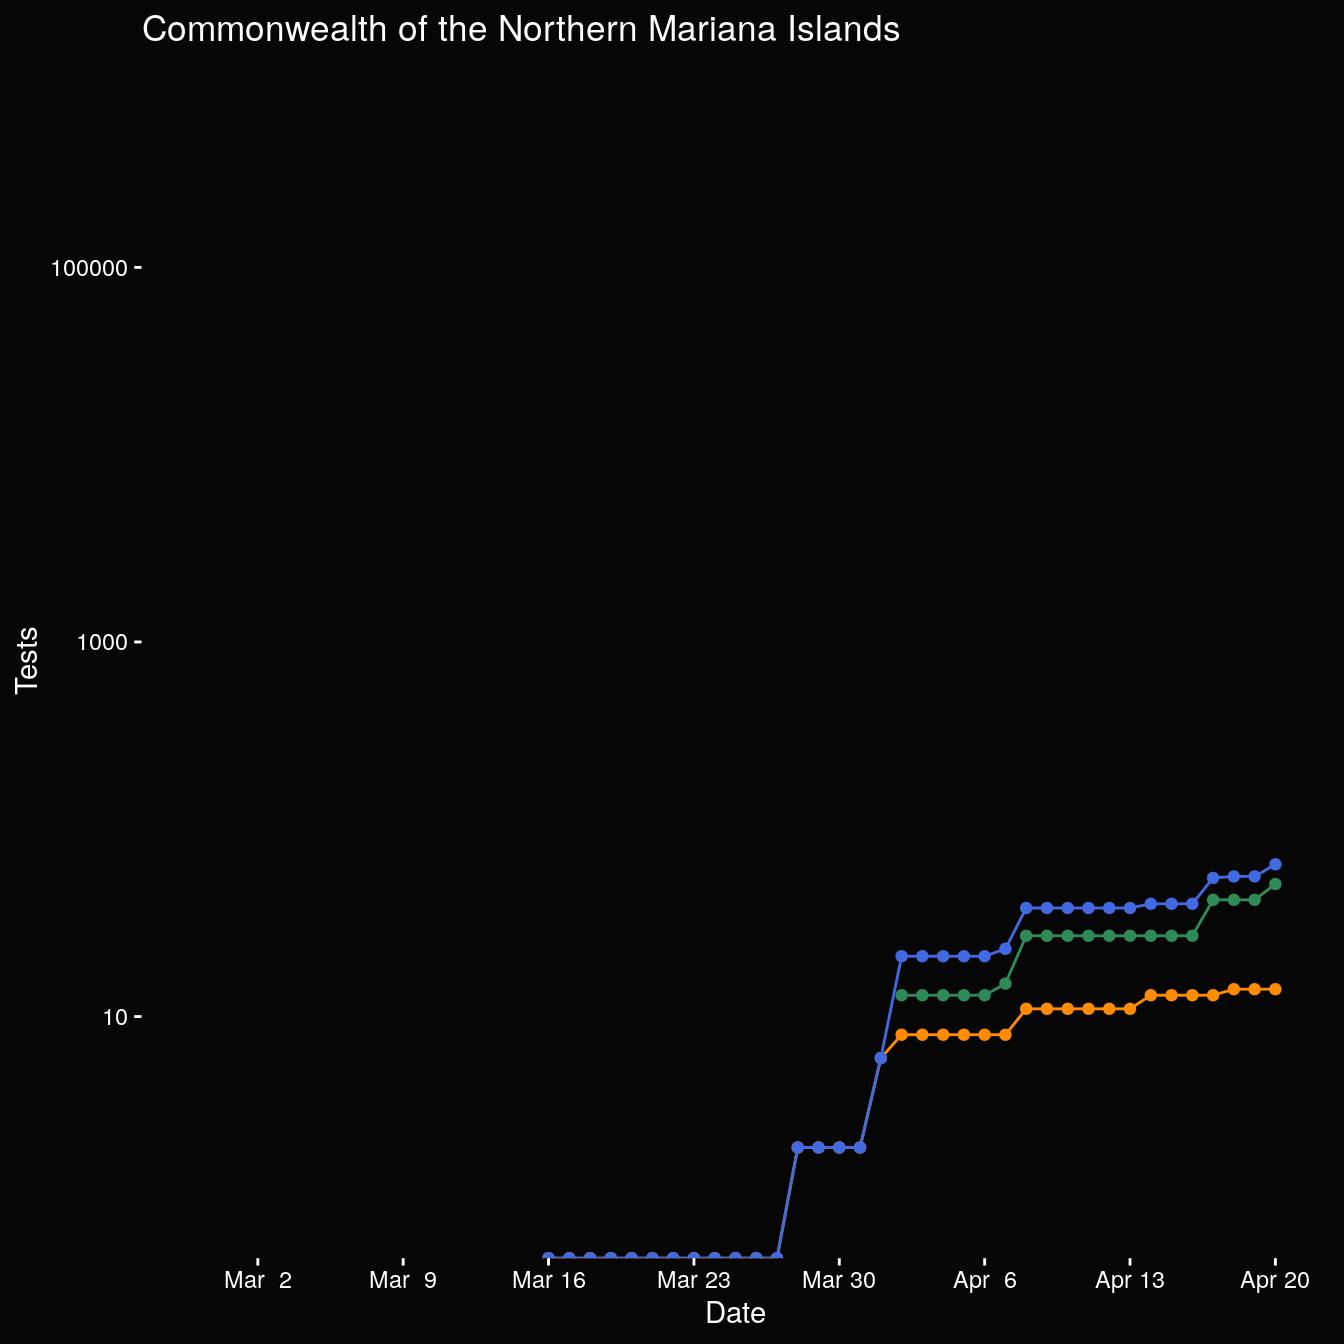 Commonwealth of the Northern Mariana Islands
100000
1000
10
Tests
Mar 2 Mar 9 Mar 16 Mar 23 Mar 30 Apr 6 Apr 13 Apr 20
Date